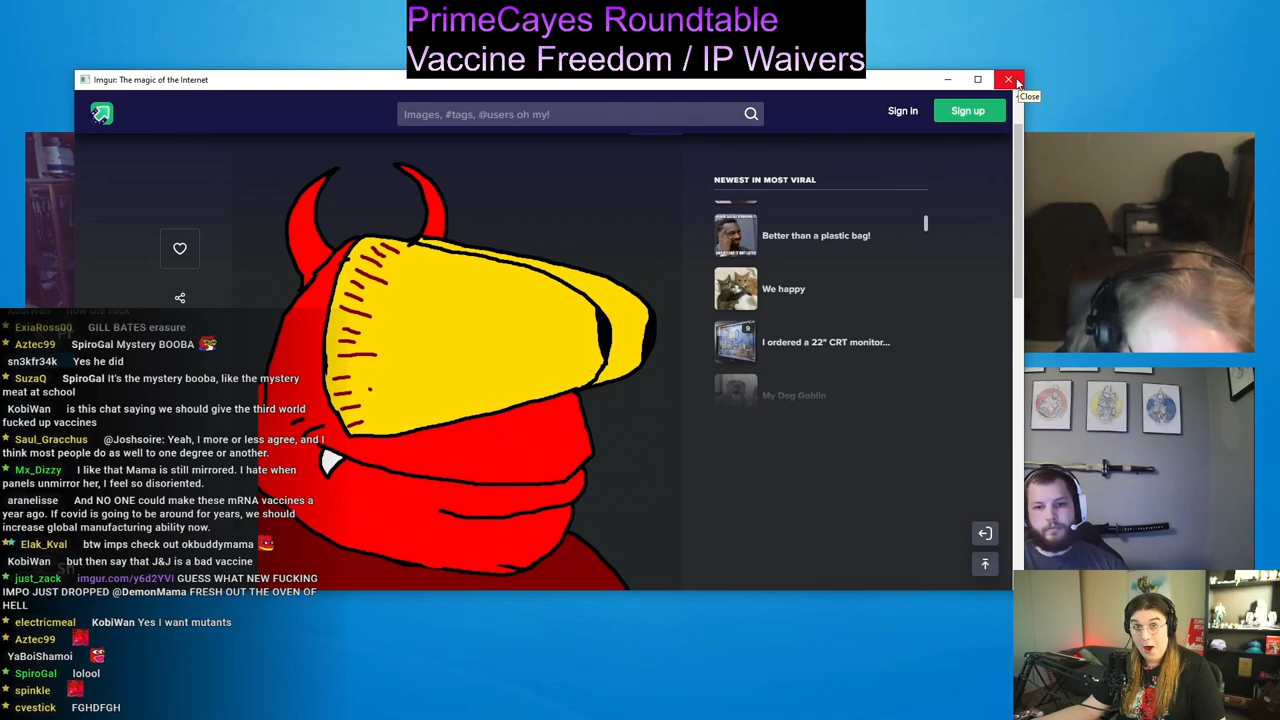 PrimeCayes Roundtable
Vaccine Freedom / IP Waivers
Imgur: The magic of the Internet
Close
Images, #tags, @users oh my!
Sign in
Sign up
NEWEST IN MOST VIRAL
Better than a plastic bag!
We happy
9
I ordered a 22" CRT monitor...
My Dog Goblin
KobiWan how the fuck
ExiaRoss00 GILL BATES erasure
Aztec99 SpiroGal Mystery BOOBA
sn3kfr34k Yes he did
SuzaQ SpiroGal It's the mystery booba, like the mystery
meat at school
KobiWan is this chat saying we should give the third world
fucked up vaccines
Saul_Gracchus @Joshsoire: Yeah, I more or less agree, and I
think most people do as well to one degree or another.
Mx_Dizzy I like that Mama is still mirrored. I hate when
panels unmirror her, I feel so disoriented.
aranelisse And NO ONE could make these mRNA vaccines a
year ago. If covid is going to be around for years, we should
increase global manufacturing ability now.
Elak_Kval btw imps check out okbuddymama
KobiWan but then say that J&J is a bad vaccine
just_zack imgur.com/y6d2YVI GUESS WHAT NEW FUCKING
IMPO JUST DROPPED @DemonMama FRESH OUT THE OVEN OF
HELL
electricmeal KobiWan Yes I want mutants
Aztec99
YaBoiShamoi
SpiroGal lolool
spinkle
cvestick FGHDFGH